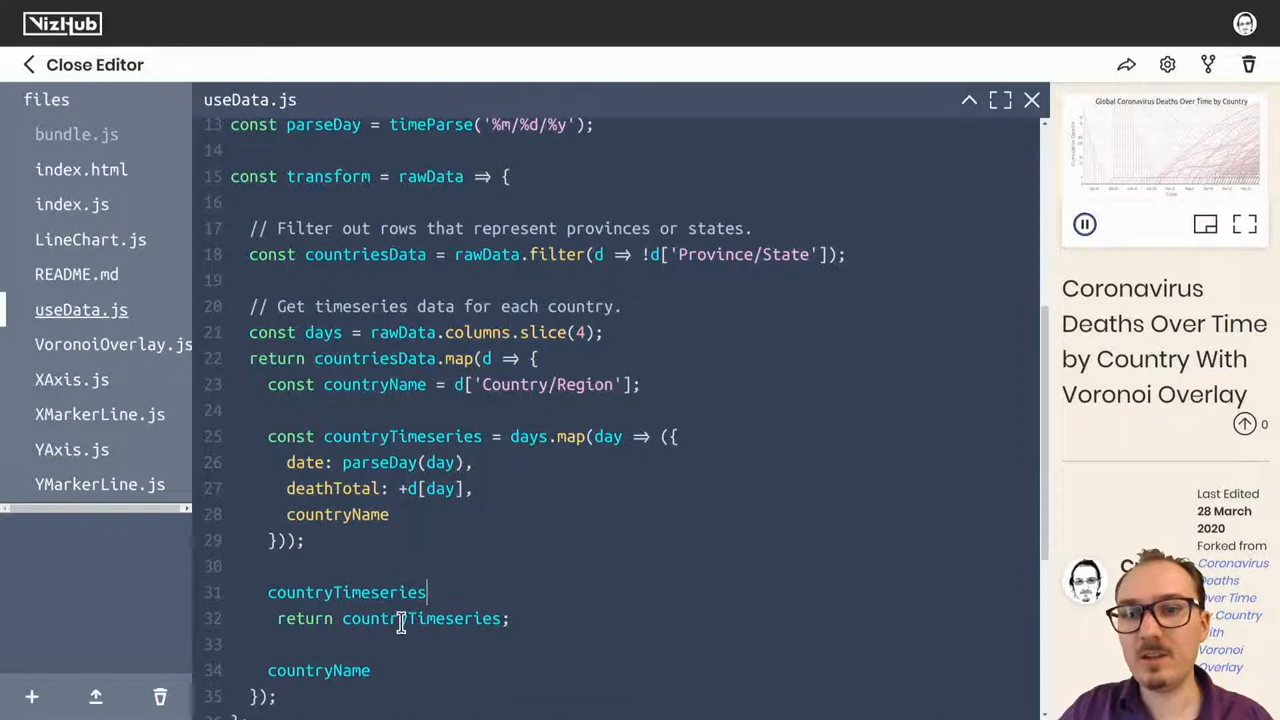 VizHub
Close Editor
files
bundle.js
index.html
index.js
LineChart.js
README.md
useData.js
VoronoiOverlay.js
XAxis.js
XMarkerLine.js
YAxis.js
YMarkerLine.js
useData.js
13 const parseDay = timeParse('%m/%d/%y');
14
15 const transform = rawData => {
16
17 // Filter out rows that represent provinces or states.
18 const countriesData = rawData.filter(d => !d['Province/State']);
19
20 // Get timeseries data for each country.
21 const days = rawData.columns.slice(4);
22 return countriesData.map(d => {
23 const countryName = d['Country/Region'];
24
25 const countryTimeseries = days.map(day => ({
26 date: parseDay(day),
27 deathTotal: +d[day],
28 countryName
29 }));
30
31 countryTimeseries
32 return countryTimeseries;
33
34 countryName
35 });
Global Coronavirus Deaths Over Time by Country
Coronavirus
Deaths Over Time
by Country With
Voronoi Overlay
0
Last Edited
28 March
2020
Forked from
Coronavirus
Deaths
Over Time
by Country
With
Voronoi
Overlay